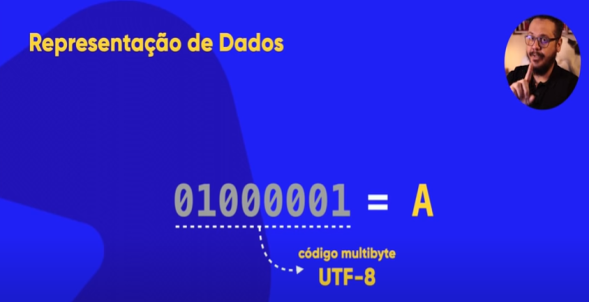 Representação de Dados
01000001 = A
código multibyte
UTF-8